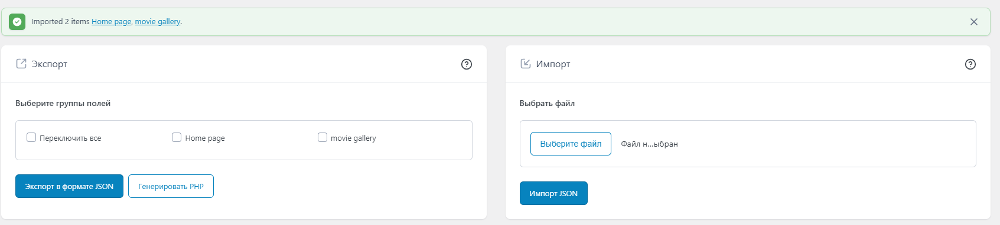 Imported 2 items Home page, movie gallery.
Экспорт
Выберите группы полей
Переключить все
Home page
movie gallery
Экспорт в формате JSON
Генерировать PHP
Импорт
Выбрать файл
Выберите файл
Файл н...ыбран
Импорт JSON